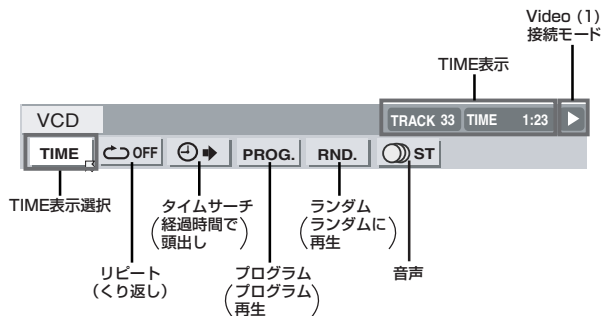 Video (1)
接続モード
TIME表示
VCD
TRACK 33 TIME 1:23
TIME
OFF
PROG.
RND.
ST
TIME表示選択
タイムサーチ
(経過時間で
頭出し)
ランダム
(ランダムに
再生)
リピート
(くり返し)
プログラム
(プログラム
再生)
音声